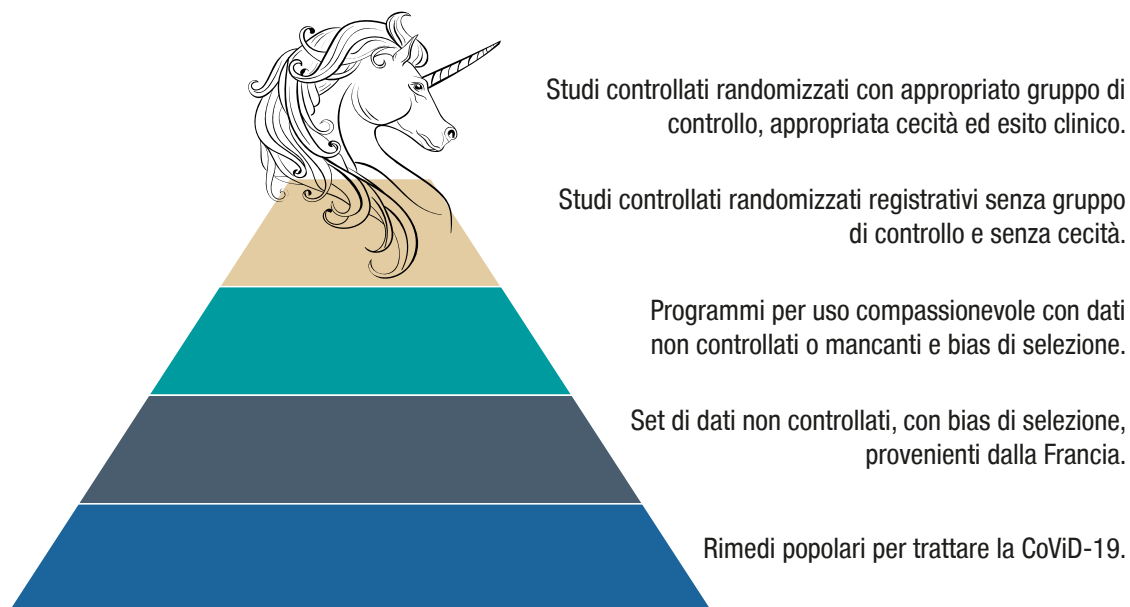 Studi controllati randomizzati con appropriato gruppo di
controllo, appropriata cecità ed esito clinico.
Studi controllati randomizzati registrativi senza gruppo
di controllo e senza cecità.
Programmi per uso compassionevole con dati
non controllati o mancanti e bias di selezione.
Set di dati non controllati, con bias di selezione,
provenienti dalla Francia.
Rimedi popolari per trattare la CoViD-19.